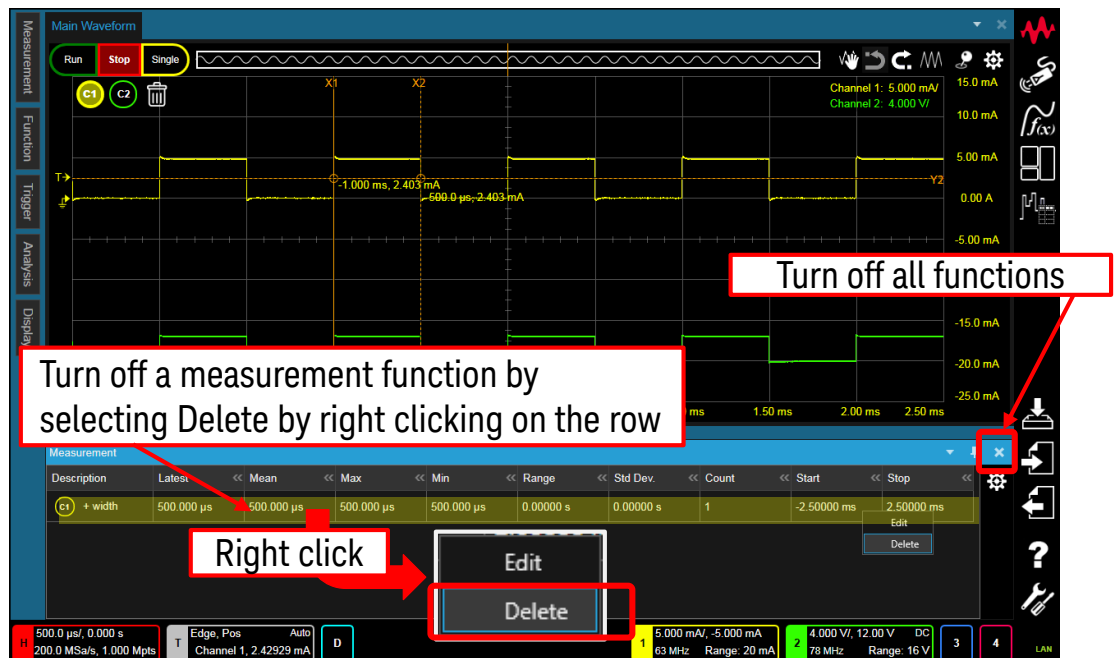 Main Waveform
Measurement
Function
Trigger
Analysis
Display
Run Stop Single
C1 C2
X1 X2
Channel 1: 5.000 mA/
Channel 2: 4.000 V/
15.0 mA
10.0 mA
5.00 mA
T
Y2
-1.000 ms, 2.403 mA
-500.0 µs, 2.403 mA
0.00 A
-5.00 mA
f(x)
Turn off all functions
-15.0 mA
-20.0 mA
-25.0 mA
Turn off a measurement function by
selecting Delete by right clicking on the row
ms 1.50 ms 2.00 ms 2.50 ms
Measurement
Description Latest Mean Max Min Range Std Dev. Count Start Stop
C1 + width 500.000 µs 500.000 µs 500.000 µs 500.000 µs 0.00000 s 0.00000 s 1 -2.50000 ms 2.50000 ms
Edit
Delete
Right click
Edit
Delete
?
H 500.0 µs/, 0.000 s
200.0 MSa/s, 1.000 Mpts
T Edge, Pos Auto
Channel 1, 2.42929 mA
D
1 5.000 mA/, -5.000 mA
63 MHz Range: 20 mA
2 4.000 V/, 12.00 V DC
78 MHz Range: 16 V
3
4
LAN